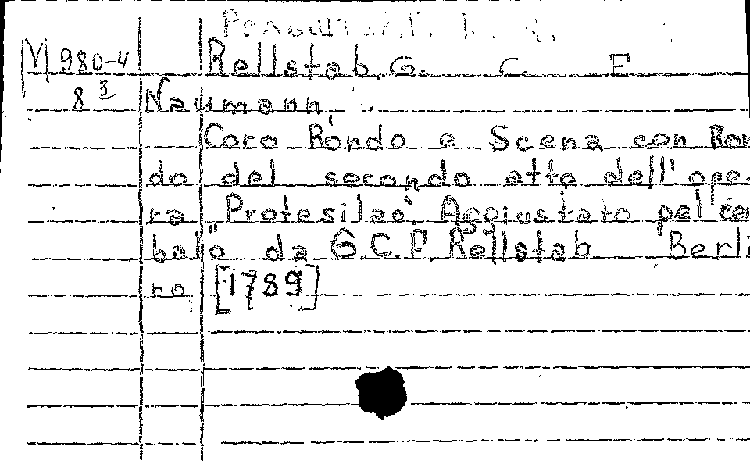 M 980-4 Rellstab, G. C. F
8 3 Naumann
Coro Rondo e Scena con Ron
do del secondo atto dell'ope-
ra Protesilao. Aggiustato pel cem
balo da G.C.F. Rellstab Berli
no [1789]